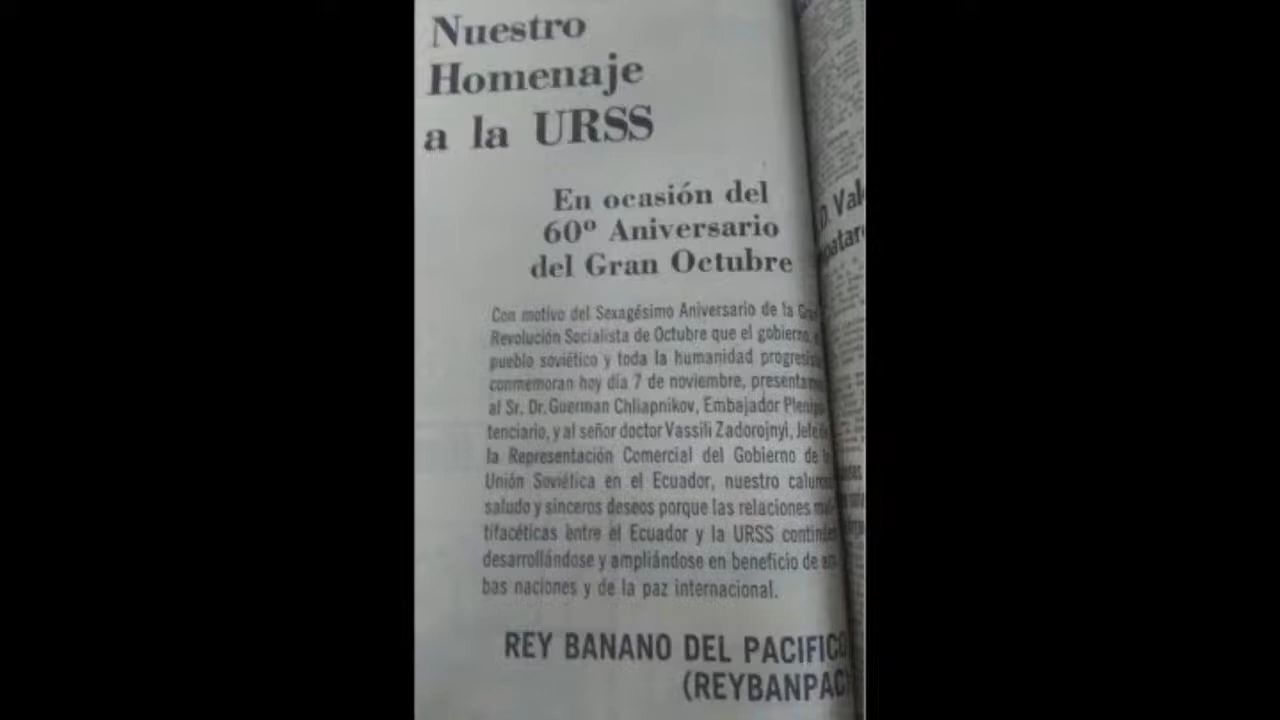 Nuestro
Homenaje
a la URSS
En ocasión del
60º Aniversario
del Gran Octubre
Con motivo del Sexagésimo Aniversario de la
Revolución Socialista de Octubre que el gobierno,
pueblo soviético y toda la humanidad
conmemoran hoy día 7 de noviembre,
al Sr. Dr. Guerman Chliapnikov, Embajador
tenciario, y al señor doctor Vassili Zadorojnyi, Jefe
la Representación Comercial del Gobierno de
Unión Soviética en el Ecuador, nuestro
saludo y sinceros deseos porque las relaciones
tifacéticas entre el Ecuador y la URSS
desarrollándose y ampliándose en beneficio de
bas naciones y de la paz internacional.
REY BANANO DEL PACIFICO
(REYBANPAC)
D. Val